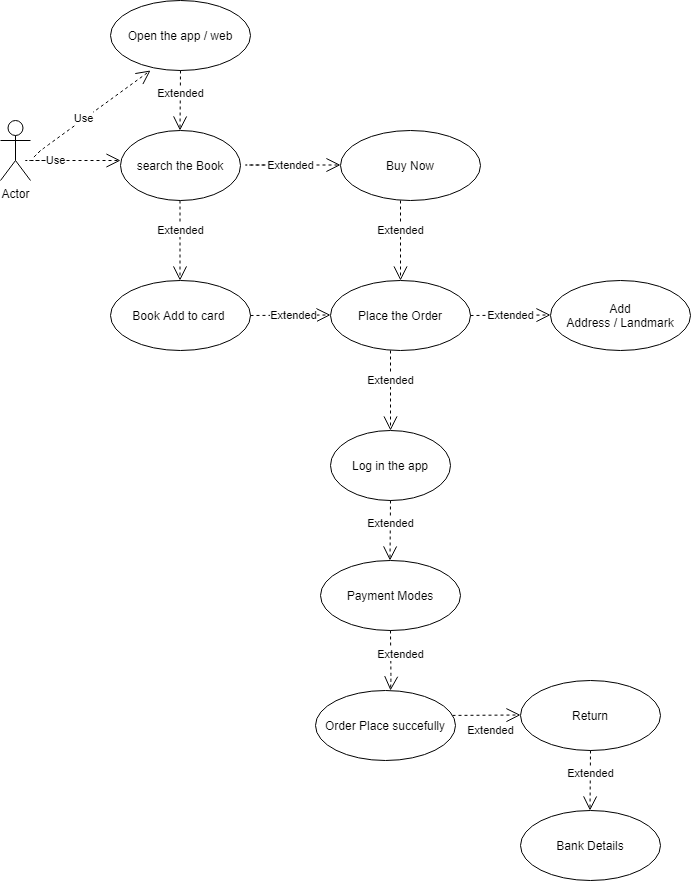 Open the app / web
Extended
Use
Use
Actor
search the Book
Extended
Buy Now
Extended
Extended
Book Add to card
Extended
Place the Order
Extended
Add
Address / Landmark
Extended
Log in the app
Extended
Payment Modes
Extended
Order Place succefully
Extended
Return
Extended
Bank Details